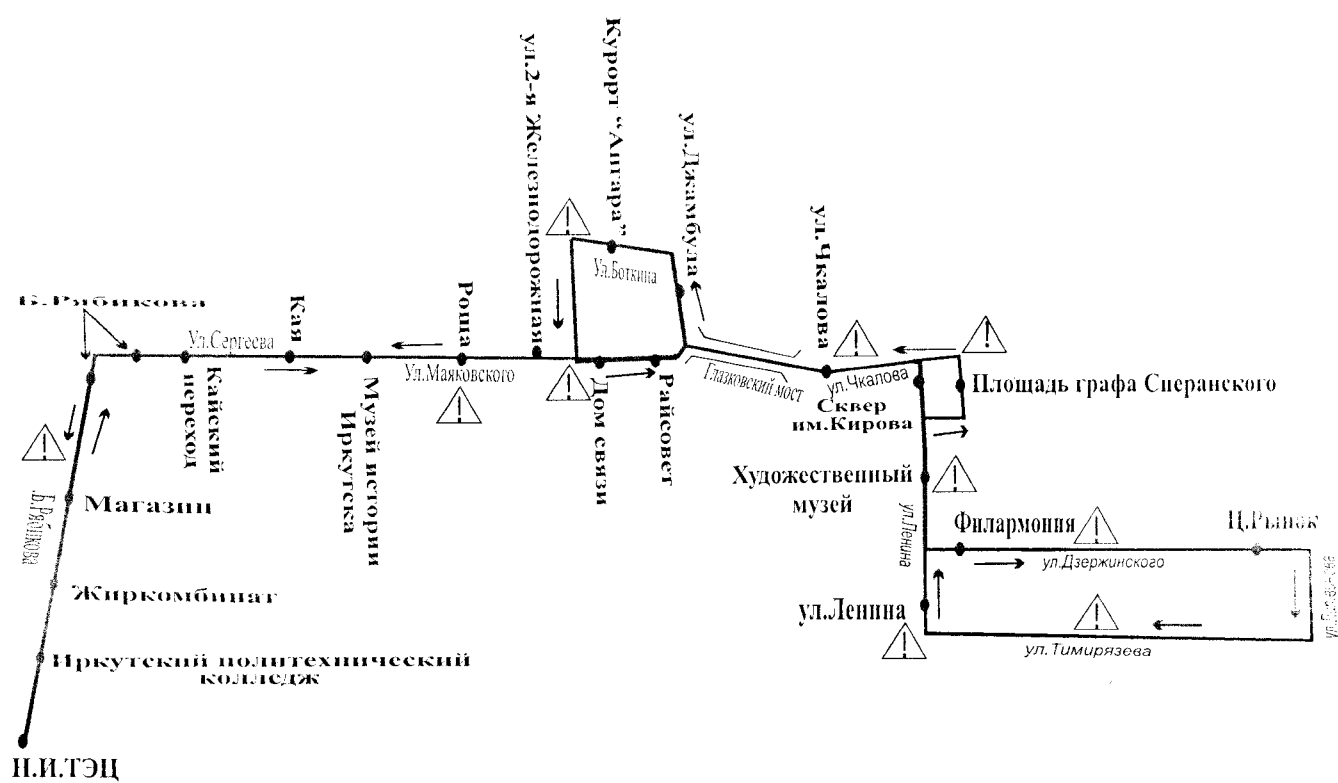 Курорт “Ангара”
ул.2-я Железнодорожная
ул.Джамбула
ул.Чкалова
Б.Рябикова
Кая
Роща
Ул.Боткина
Ул.Сергеева
Ул.Маяковского
Глазковский мост
ул.Чкалова
Площадь графа Сперанского
Сквер
им.Кирова
Кайский
переход
Музей истории
Иркутска
Дом связи
Райсовет
Художественный
музей
Магазин
Б.Рябикова
ул.Ленина
Филармония
Ц.Рынок
ул.Дзержинского
Жиркомбинат
ул.Ленина
ул.Тимирязева
Иркутский политехнический
колледж
Н.И.ТЭЦ